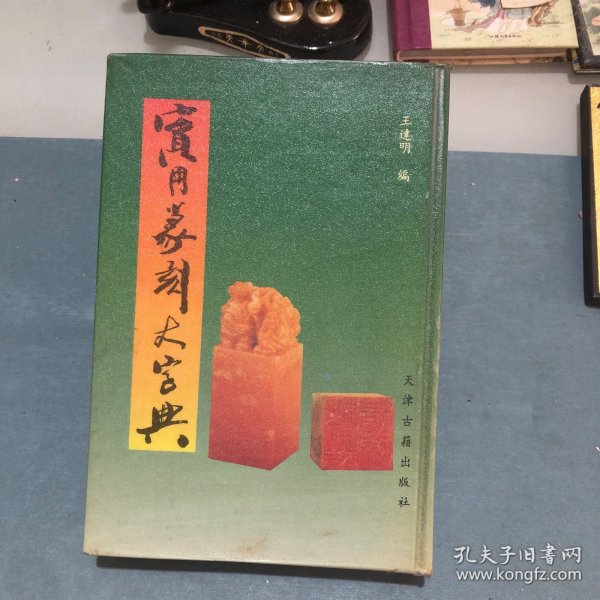 實用篆刻大字典
王建明 编
天津古籍出版社
孔夫子旧书网
www.kongfz.com